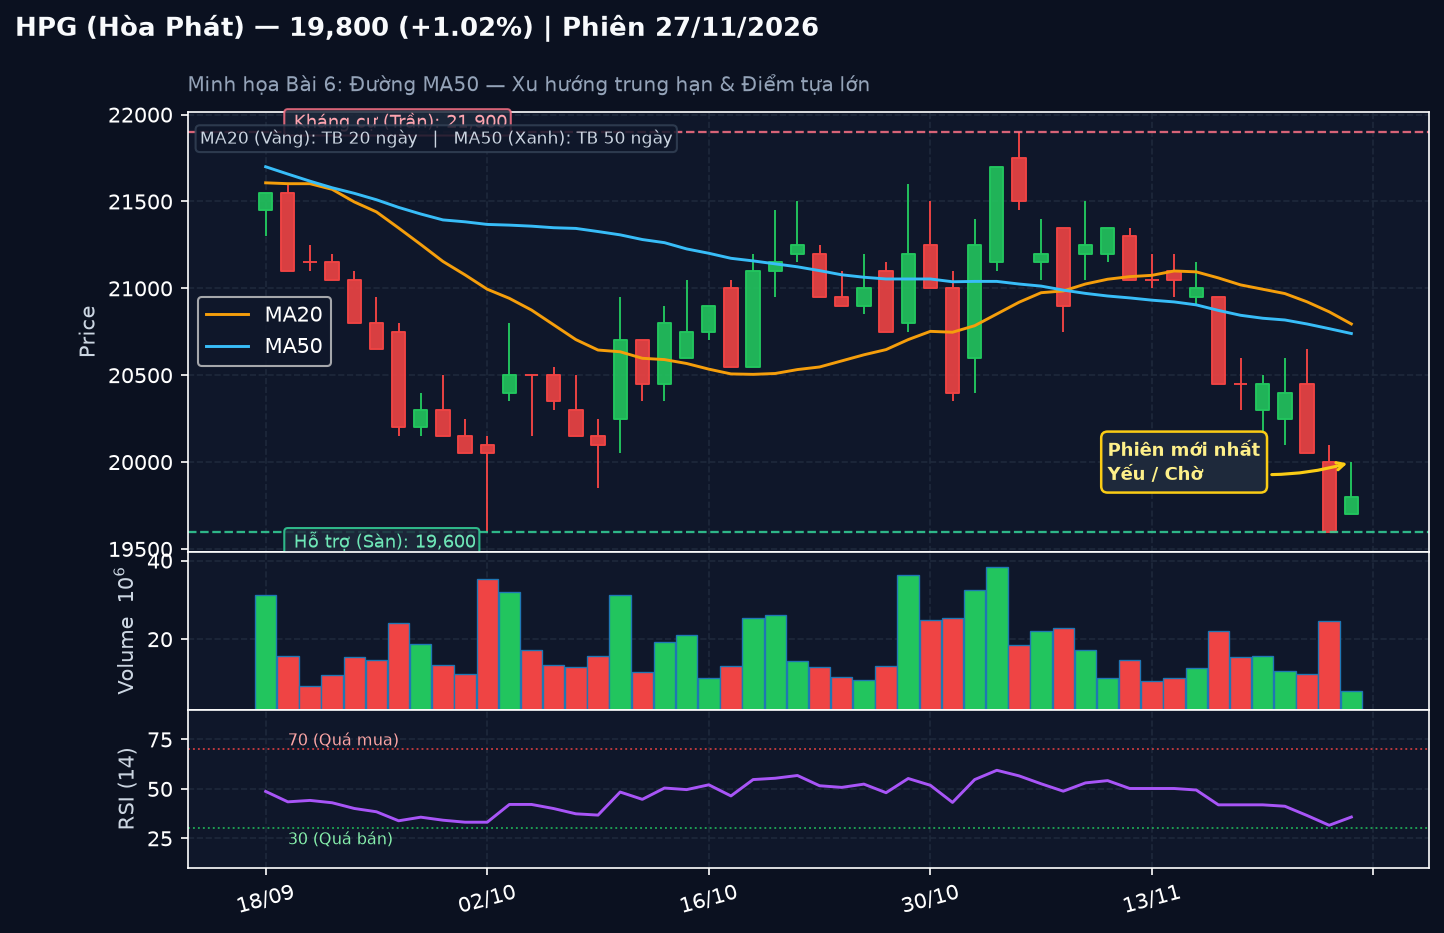 HPG (Hòa Phát) — 19,800 (+1.02%) | Phiên 27/11/2026
Minh họa Bài 6: Đường MA50 — Xu hướng trung hạn & Điểm tựa lớn
Kháng cự (Trần): 21,900
MA20 (Vàng): TB 20 ngày | MA50 (Xanh): TB 50 ngày
Price
22000
21500
21000
20500
20000
19500
MA20
MA50
Phiên mới nhất
Yếu / Chờ
Hỗ trợ (Sàn): 19,600
Volume 10⁶
40
20
RSI (14)
75
50
25
70 (Quá mua)
30 (Quá bán)
18/09
02/10
16/10
30/10
13/11